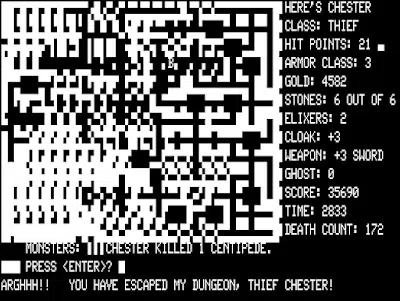 HERE'S CHESTER
CLASS: THIEF
HIT POINTS: 21
ARMOR CLASS: 3
GOLD: 4582
STONES: 6 OUT OF 6
ELIXERS: 2
CLOAK: +3
WEAPON: +3 SWORD
GHOST: 0
SCORE: 35690
TIME: 2833
DEATH COUNT: 172
MONSTERS: CHESTER KILLED 1 CENTIPEDE.
PRESS <ENTER>?
ARGHHH!! YOU HAVE ESCAPED MY DUNGEON, THIEF CHESTER!